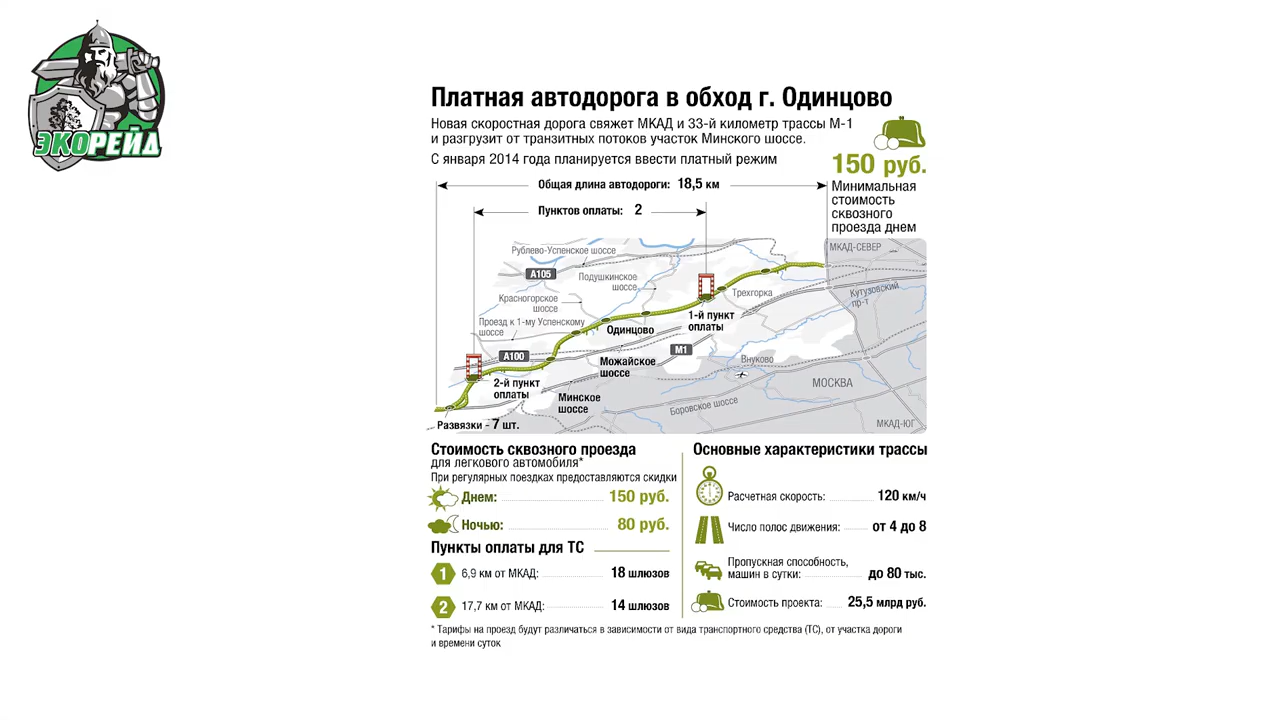 ЭКОРЕЙД
Платная автодорога в обход г. Одинцово
Новая скоростная дорога свяжет МКАД и 33-й километр трассы М-1
и разгрузит от транзитных потоков участок Минского шоссе.
С января 2014 года планируется ввести платный режим
150 руб.
Минимальная
стоимость
сквозного
проезда днем
Общая длина автодороги: 18,5 км
Пунктов оплаты: 2
Рублево-Успенское шоссе
МКАД-СЕВЕР
А105
Подушкинское
шоссе
Красногорское
шоссе
Трехгорка
Кутузовский
пр-т
Проезд к 1-му Успенскому
шоссе
Одинцово
1-й пункт
оплаты
А100
М1
Можайское
шоссе
Внуково
2-й пункт
оплаты
МОСКВА
Минское
шоссе
Боровское шоссе
Развязки - 7 шт.
МКАД-ЮГ
Стоимость сквозного проезда
для легкового автомобиля*
При регулярных поездках предоставляются скидки
Днем: 150 руб.
Ночью: 80 руб.
Пункты оплаты для ТС
1 6,9 км от МКАД: 18 шлюзов
2 17,7 км от МКАД: 14 шлюзов
Основные характеристики трассы
Расчетная скорость: 120 км/ч
Число полос движения: от 4 до 8
Пропускная способность,
машин в сутки: до 80 тыс.
Стоимость проекта: 25,5 млрд руб.
* Тарифы на проезд будут различаться в зависимости от вида транспортного средства (ТС), от участка дороги
и времени суток